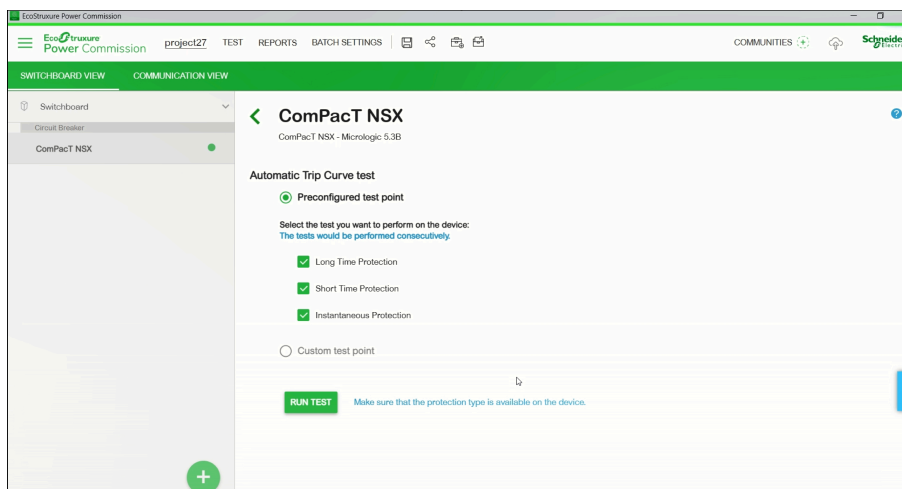 EcoStruxure Power Commission
EcoStruxure
Power Commission
project27 TEST REPORTS BATCH SETTINGS COMMUNITIES
Schneide
Electri
SWITCHBOARD VIEW COMMUNICATION VIEW
Switchboard
Circuit Breaker
ComPacT NSX
ComPacT NSX
ComPacT NSX - Micrologic 5.3B
Automatic Trip Curve test
Preconfigured test point
Select the test you want to perform on the device:
The tests would be performed consecutively.
Long Time Protection
Short Time Protection
Instantaneous Protection
Custom test point
RUN TEST Make sure that the protection type is available on the device.